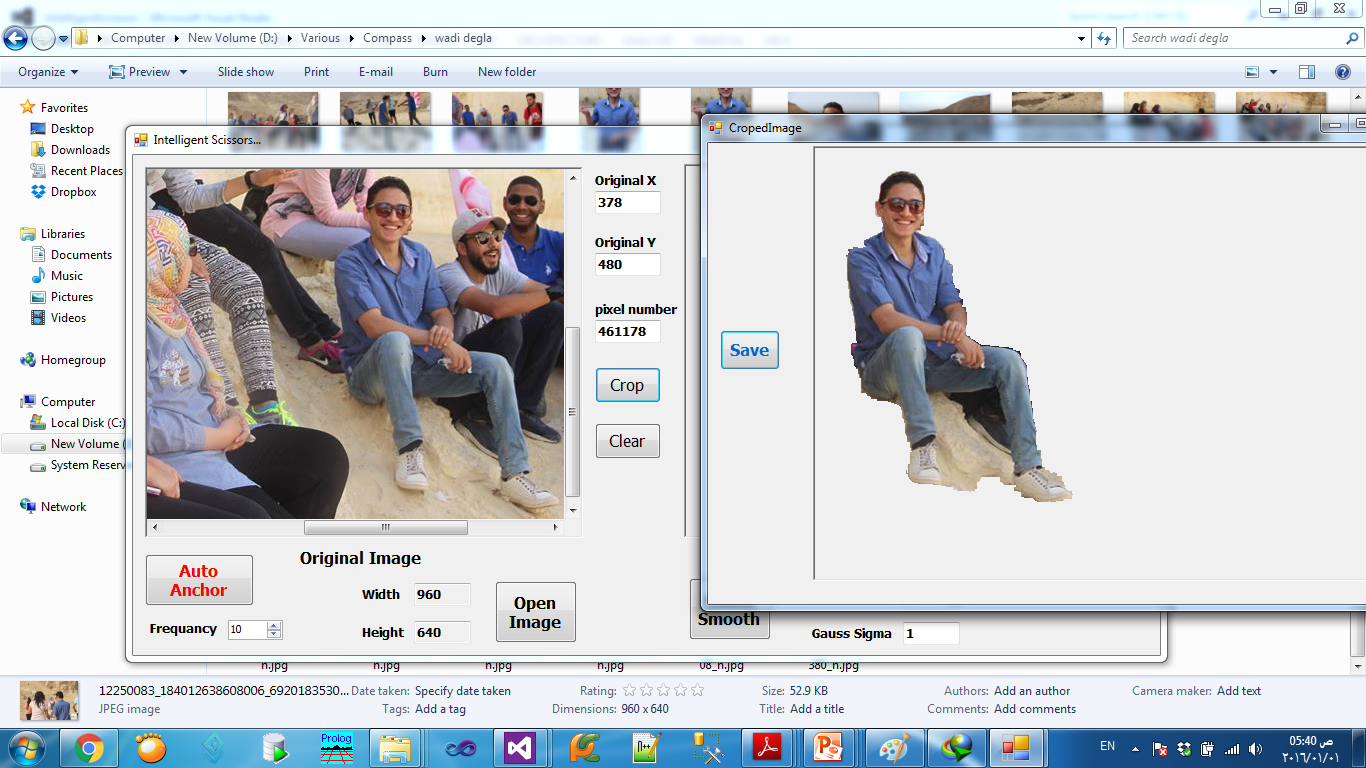 Computer New Volume (D:) Various Compass wadi degla
Search wadi degla
Organize Preview Slide show Print E-mail Burn New folder
Favorites
Desktop
Downloads
Recent Places
Dropbox
Libraries
Documents
Music
Pictures
Videos
Homegroup
Computer
Local Disk (C:)
New Volume (
System Reserv
Network
Intelligent Scissors...
Original X
378
Original Y
480
pixel number
461178
Crop
Clear
Original Image
Auto
Anchor
Frequancy 10
Width 960
Height 640
Open
Image
Smooth
Gauss Sigma 1
CropedImage
Save
n.jpg n.jpg n.jpg n.jpg 08_n.jpg 380_n.jpg
12250083_184012638608006_6920183530... Date taken: Specify date taken Rating: Size: 52.9 KB Authors: Add an author Camera maker: Add text
JPEG image Tags: Add a tag Dimensions: 960 x 640 Title: Add a title Comments: Add comments
Prolog
EN
05:40 ص
٢٠١٦/٠١/٠١